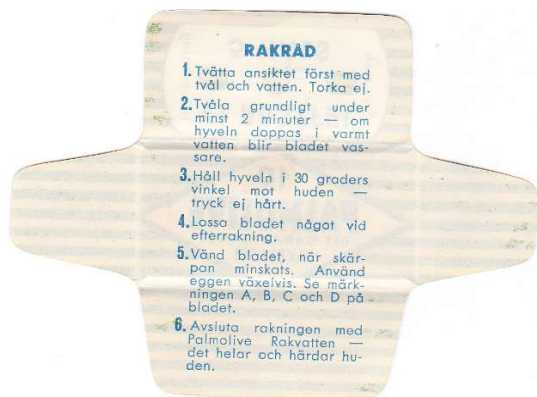 RAKRÅD
1. Tvätta ansiktet först med
tvål och vatten. Torka ej.
2. Tvåla grundligt under
minst 2 minuter — om
hyveln doppas i varmt
vatten blir bladet vas-
sare.
3. Håll hyveln i 30 graders
vinkel mot huden —
tryck ej hårt.
4. Lossa bladet något vid
efterrakning.
5. Vänd bladet, när skär-
pan minskats. Använd
eggen växelvis. Se märk-
ningen A, B, C och D på
bladet.
6. Avsluta rakningen med
Palmolive Rakvatten —
det helar och härdar hu-
den.